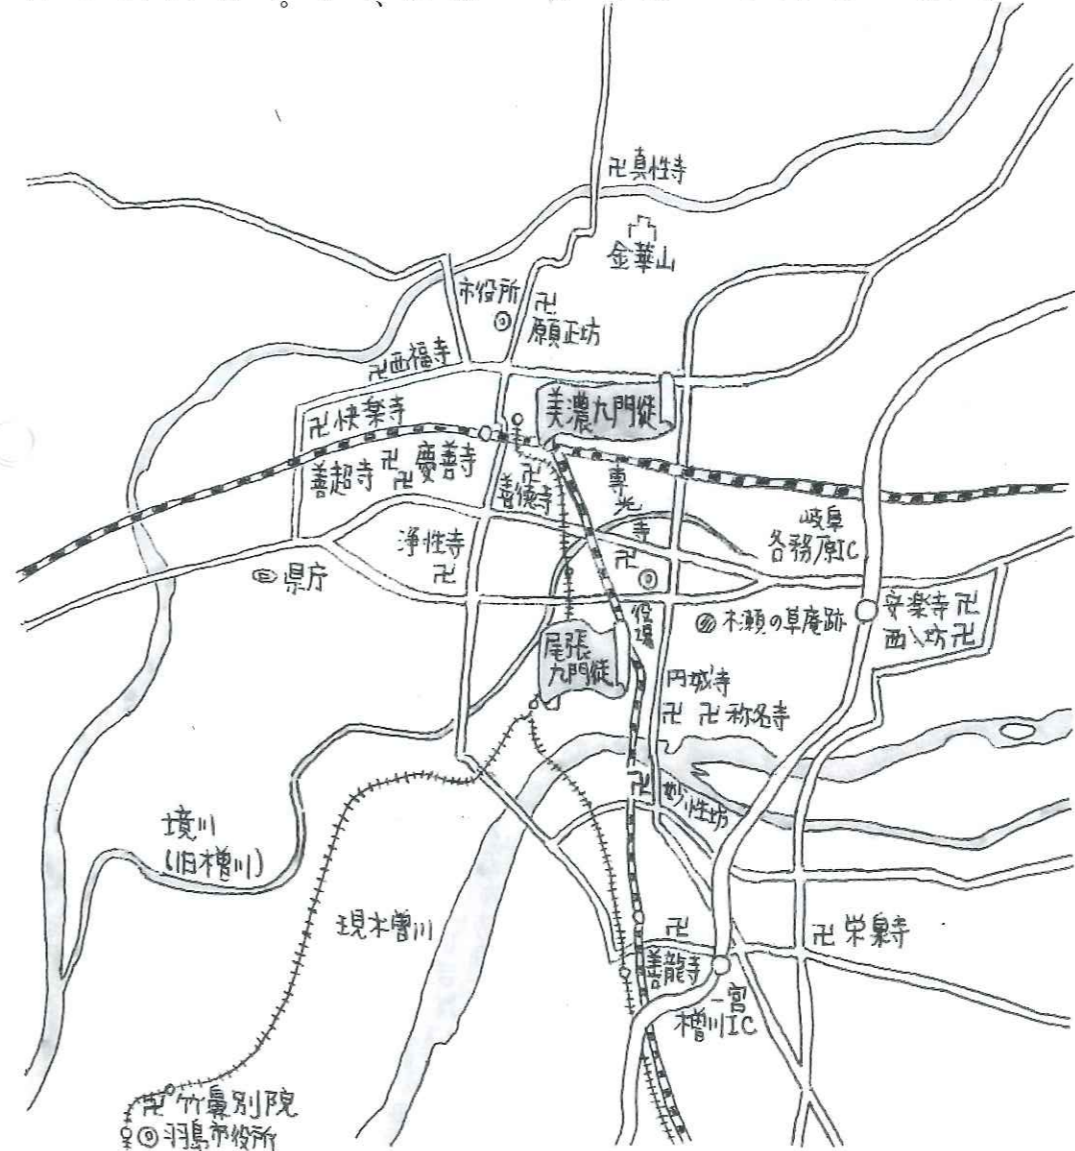 卍真性寺
金華山
市役所
卍
願正坊
卍西福寺
美濃九門徒
卍快楽寺
卍
慶善寺
善超寺
卍
卍
善徳寺
専光寺
卍
浄性寺
卍
岐阜
各務原IC
県庁
役場
木瀬の草庵跡
安楽寺卍
西入坊卍
尾張
九門徒
円城寺
卍 卍称名寺
卍
妙性坊
境川
(旧木曽川)
現木曽川
卍
善龍寺
卍栄泉寺
一宮
木曽川IC
卍竹鼻別院
羽島市役所